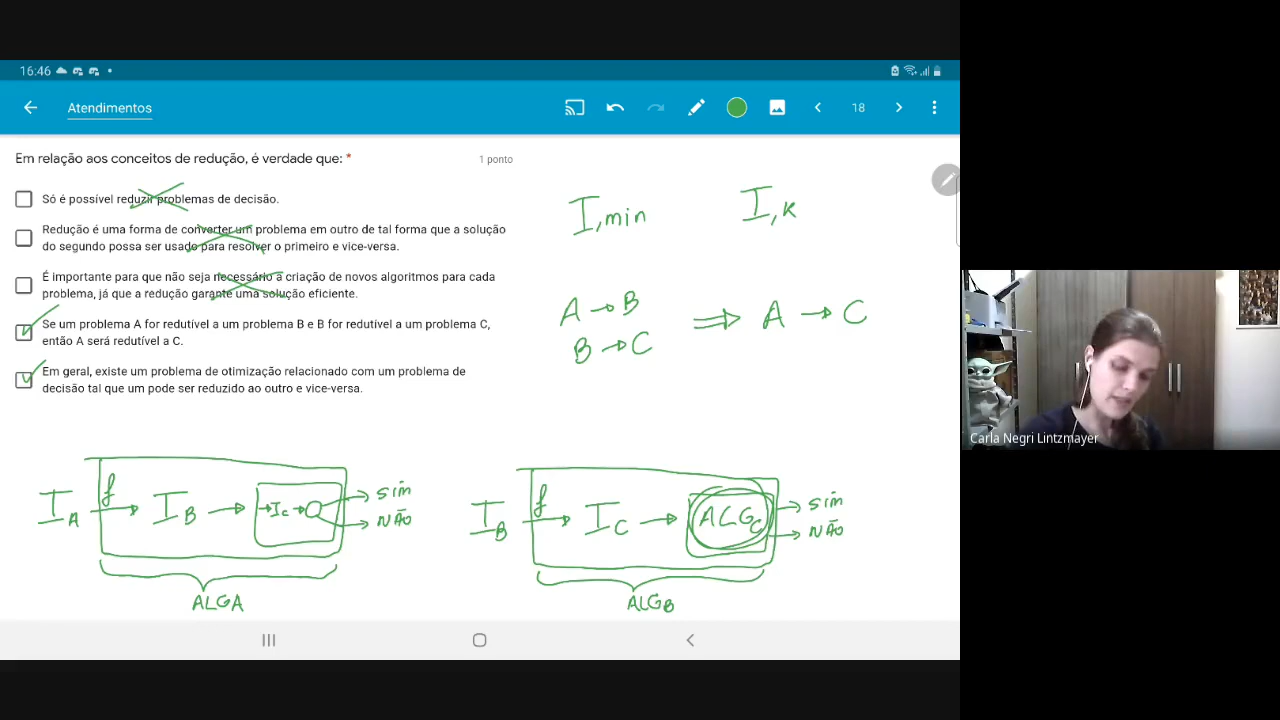 16:46
Atendimentos
18
Em relação aos conceitos de redução, é verdade que: *
1 ponto
Só é possível reduzir problemas de decisão.
Redução é uma forma de converter um problema em outro de tal forma que a solução
do segundo possa ser usado para resolver o primeiro e vice-versa.
É importante para que não seja necessário a criação de novos algoritmos para cada
problema, já que a redução garante uma solução eficiente.
Se um problema A for redutível a um problema B e B for redutível a um problema C,
então A será redutível a C.
Em geral, existe um problema de otimização relacionado com um problema de
decisão tal que um pode ser reduzido ao outro e vice-versa.
I, min
I, K
A → B
B → C
⇒ A → C
I_A f → I_B → → I_C → SIM
NÃO
ALGA
I_B f → I_C → ALG_C → SIM
NÃO
ALG_B
Carla Negri Lintzmayer